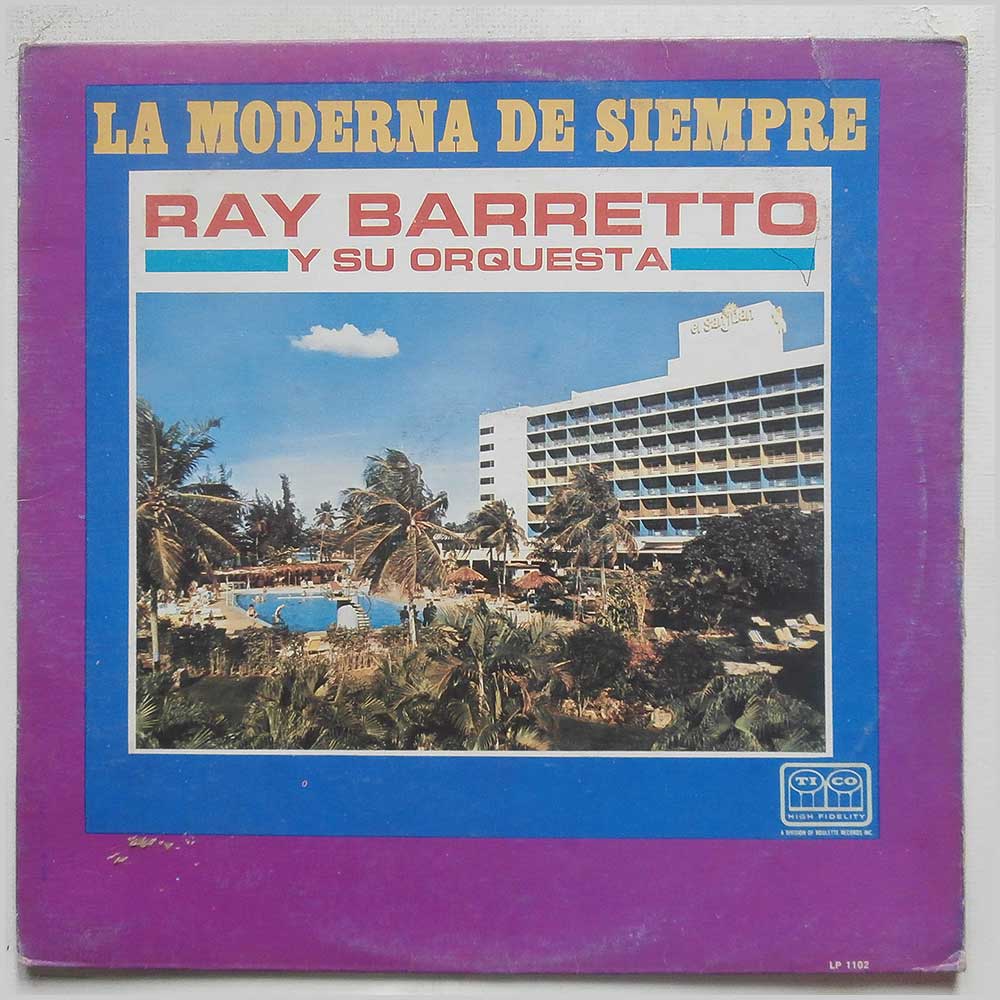 LA MODERNA DE SIEMPRE
RAY BARRETTO
Y SU ORQUESTA
el San Juan
TICO
HIGH FIDELITY
A DIVISION OF ROULETTE RECORDS INC.
LP 1102